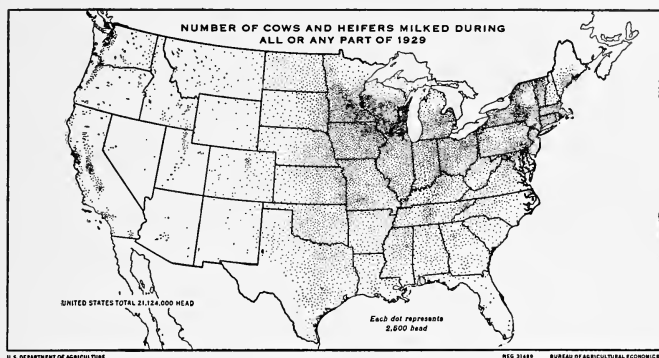 NUMBER OF COWS AND HEIFERS MILKED DURING
ALL OR ANY PART OF 1929
UNITED STATES TOTAL 21,124,000 HEAD
Each dot represents
2,500 head
U.S. DEPARTMENT OF AGRICULTURE
NEG. 31489 BUREAU OF AGRICULTURAL ECONOMICS